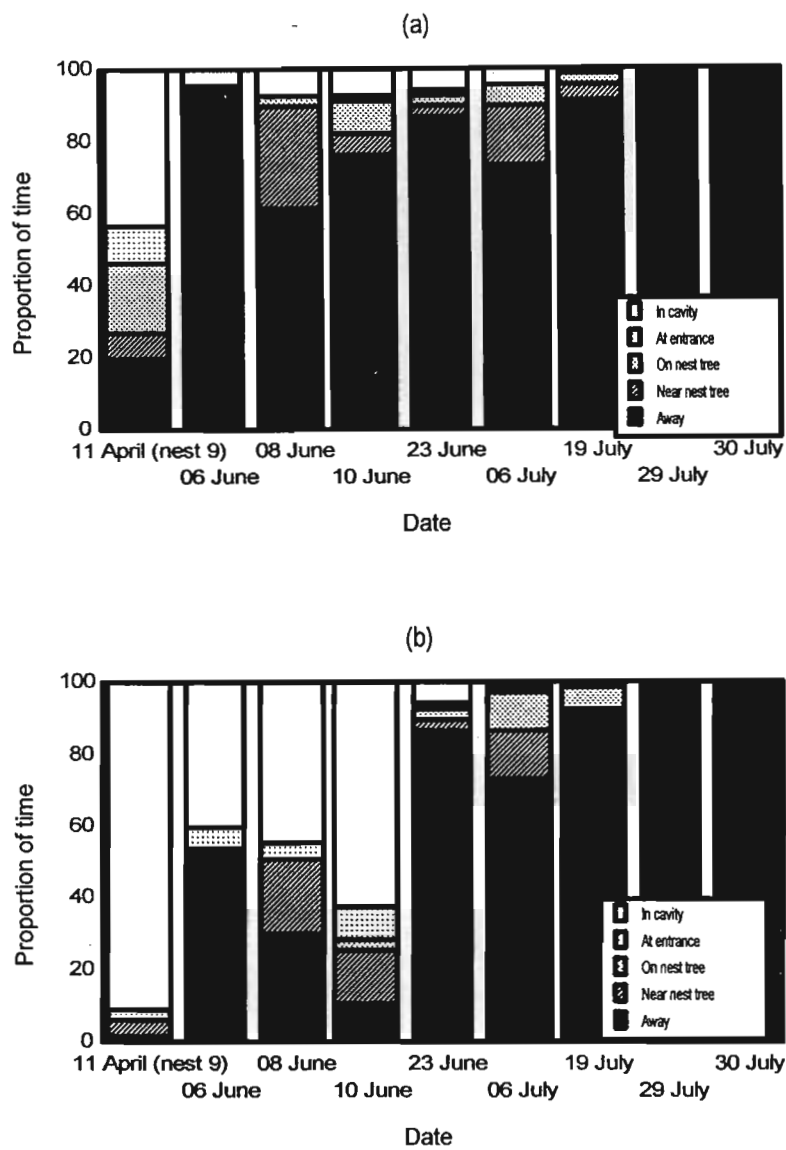 (a)
100
80
60
40
20
0
Proportion of time
In cavity
At entrance
On nest tree
Near nest tree
Away
11 April (nest 9) 08 June 23 June 19 July 30 July
06 June 10 June 06 July 29 July
Date
(b)
100
80
60
40
20
0
Proportion of time
In cavity
At entrance
On nest tree
Near nest tree
Away
11 April (nest 9) 08 June 23 June 19 July 30 July
06 June 10 June 06 July 29 July
Date